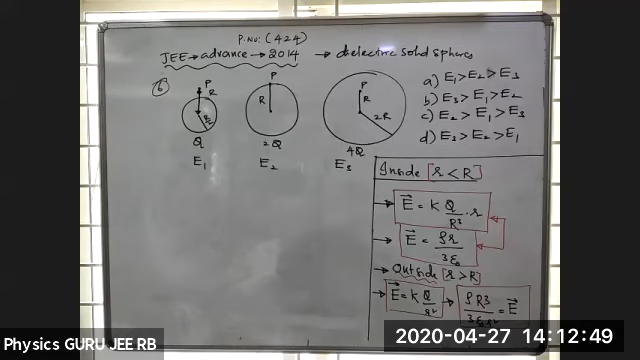 P.No: (424)
JEE → advance → 2014 → dielectric solid spheres
6
P
R
R/2
Q
E₁
P
R
2Q
E₂
P
R
2R
4Q
E₃
a) E₁ > E₂ > E₃
b) E₃ > E₁ > E₂
c) E₂ > E₁ > E₃
d) E₃ > E₂ > E₁
Inside [r < R]
→ E⃗ = K Q/R³ . r
→ E⃗ = ρr/3ε₀
→ Outside [r > R]
→ E⃗ = K Q/r² → ρR³/3ε₀r² = E⃗
2020-04-27 14:12:49
Physics GURU JEE RB